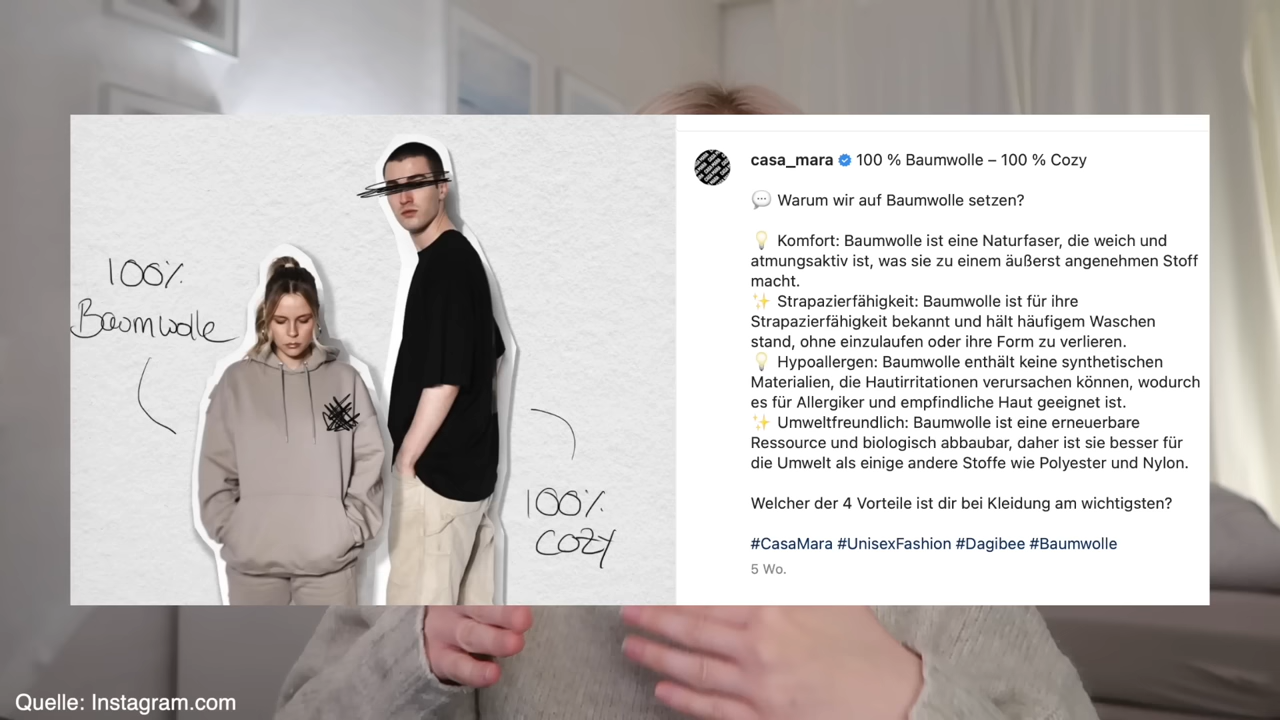 100%
Baumwolle
100%
COZY
casa_mara 100 % Baumwolle – 100 % Cozy
💬 Warum wir auf Baumwolle setzen?
💡 Komfort: Baumwolle ist eine Naturfaser, die weich und
atmungsaktiv ist, was sie zu einem äußerst angenehmen Stoff
macht.
✨ Strapazierfähigkeit: Baumwolle ist für ihre
Strapazierfähigkeit bekannt und hält häufigem Waschen
stand, ohne einzulaufen oder ihre Form zu verlieren.
💡 Hypoallergen: Baumwolle enthält keine synthetischen
Materialien, die Hautirritationen verursachen können, wodurch
es für Allergiker und empfindliche Haut geeignet ist.
✨ Umweltfreundlich: Baumwolle ist eine erneuerbare
Ressource und biologisch abbaubar, daher ist sie besser für
die Umwelt als einige andere Stoffe wie Polyester und Nylon.
Welcher der 4 Vorteile ist dir bei Kleidung am wichtigsten?
#CasaMara #UnisexFashion #Dagibee #Baumwolle
5 Wo.
Quelle: Instagram.com